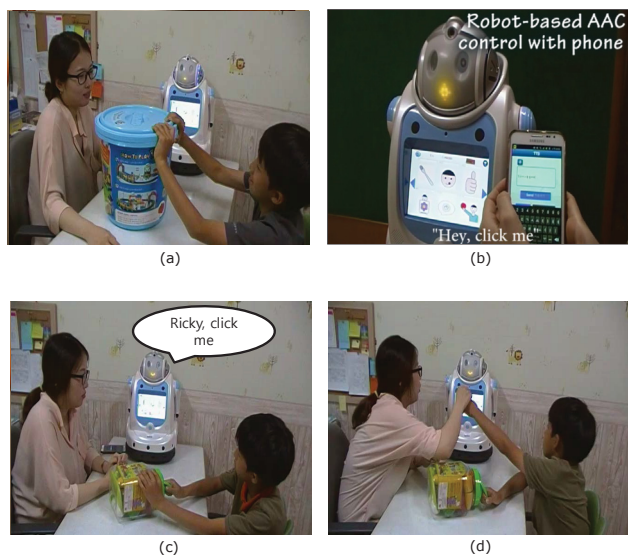 (a)
Robot-based AAC
control with phone
"Hey, click me"
(b)
Ricky, click
me
(c)
(d)